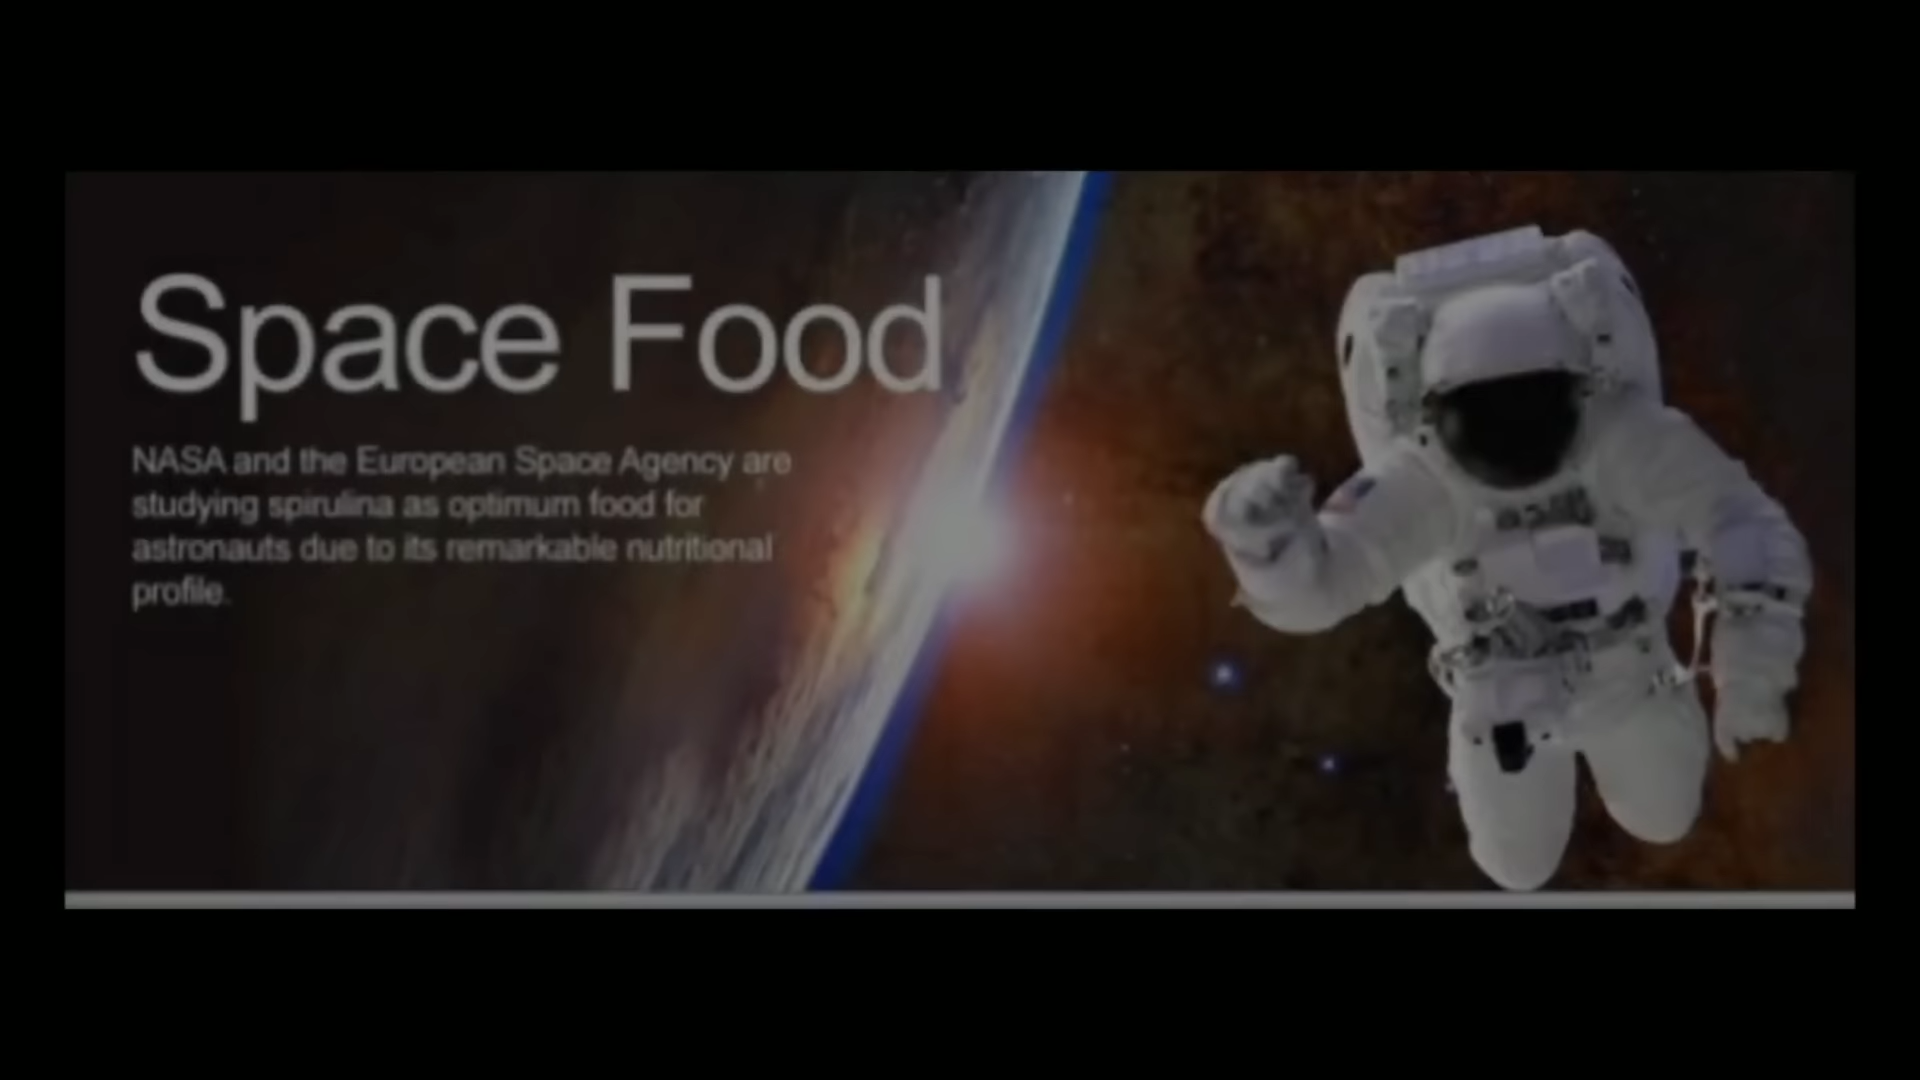 Space Food
NASA and the European Space Agency are
studying spirulina as optimum food for
astronauts due to its remarkable nutritional
profile.